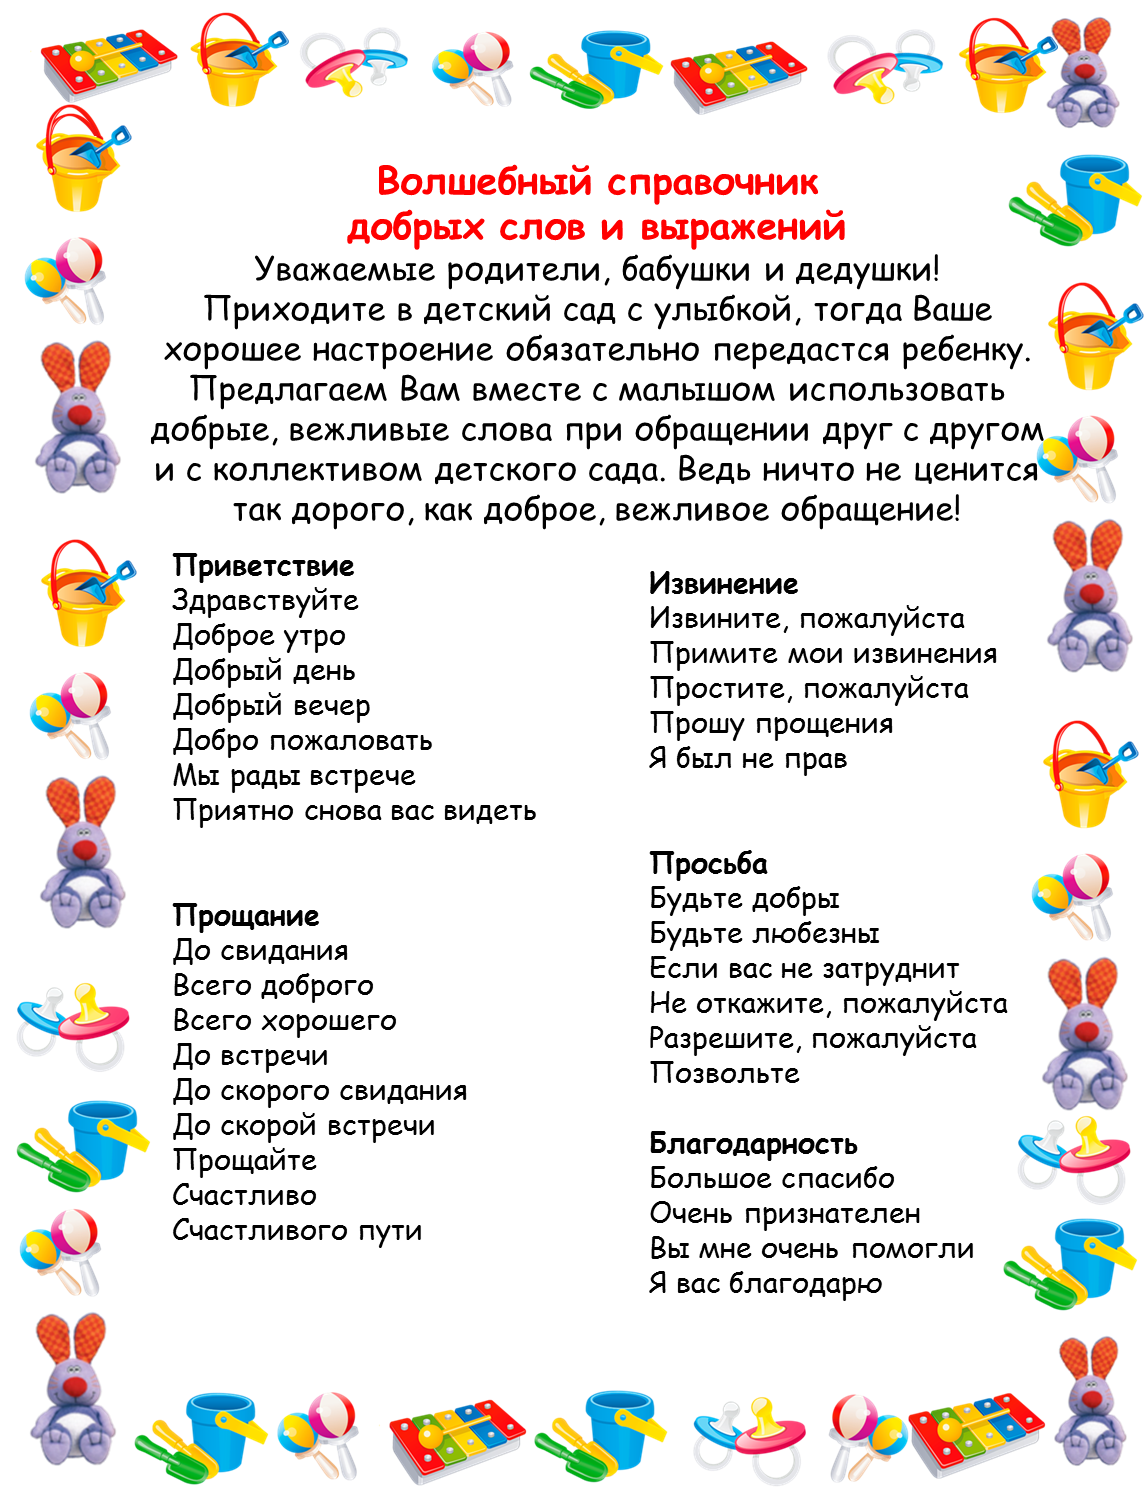 Волшебный справочник
добрых слов и выражений
Уважаемые родители, бабушки и дедушки!
Приходите в детский сад с улыбкой, тогда Ваше
хорошее настроение обязательно передастся ребенку.
Предлагаем Вам вместе с малышом использовать
добрые, вежливые слова при обращении друг с другом
и с коллективом детского сада. Ведь ничто не ценится
так дорого, как доброе, вежливое обращение!
Приветствие
Здравствуйте
Доброе утро
Добрый день
Добрый вечер
Добро пожаловать
Мы рады встрече
Приятно снова вас видеть
Прощание
До свидания
Всего доброго
Всего хорошего
До встречи
До скорого свидания
До скорой встречи
Прощайте
Счастливо
Счастливого пути
Извинение
Извините, пожалуйста
Примите мои извинения
Простите, пожалуйста
Прошу прощения
Я был не прав
Просьба
Будьте добры
Будьте любезны
Если вас не затруднит
Не откажите, пожалуйста
Разрешите, пожалуйста
Позвольте
Благодарность
Большое спасибо
Очень признателен
Вы мне очень помогли
Я вас благодарю